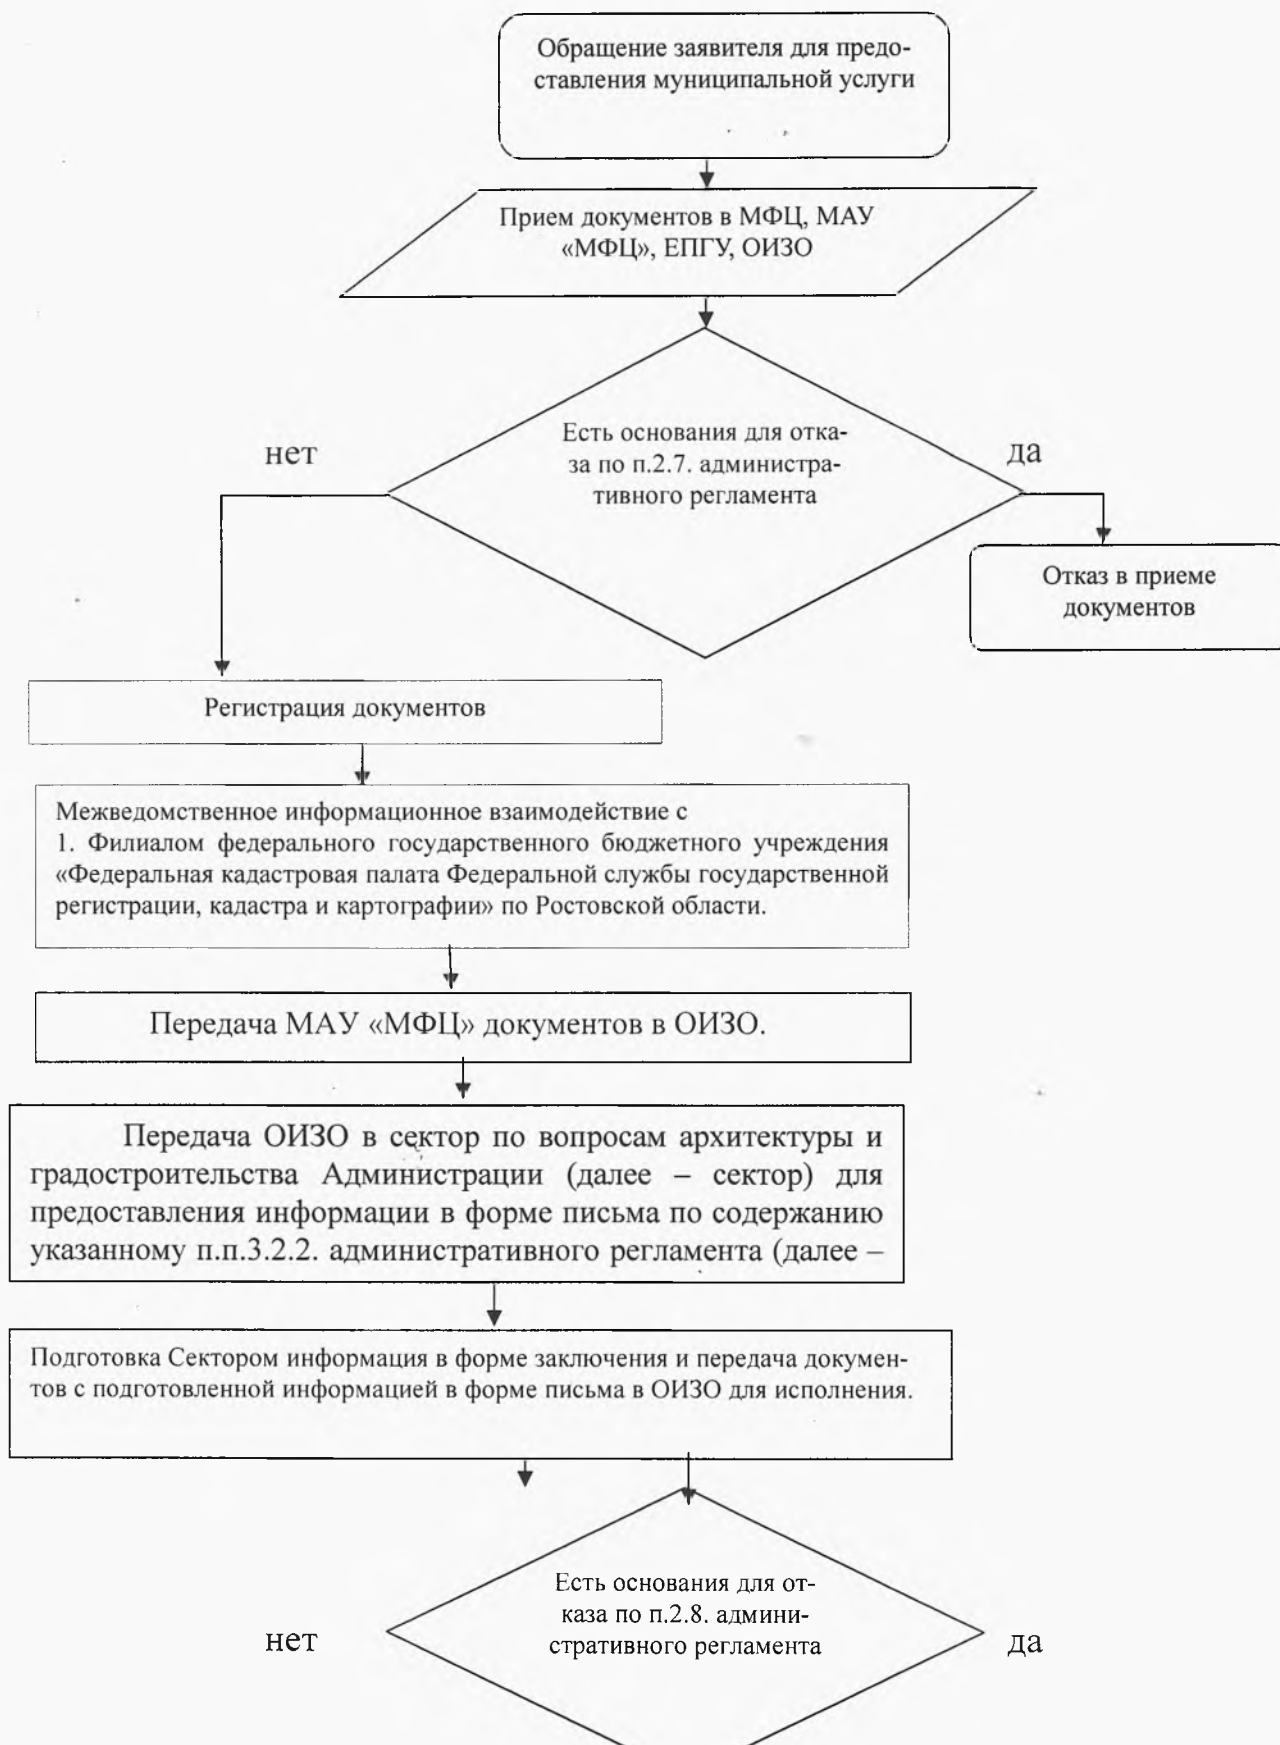 Обращение заявителя для предо-
ставления муниципальной услуги
Прием документов в МФЦ, МАУ
«МФЦ», ЕПГУ, ОИЗО
Есть основания для отка-
за по п.2.7. администра-
тивного регламента
нет
да
Отказ в приеме
документов
Регистрация документов
Межведомственное информационное взаимодействие с
1. Филиалом федерального государственного бюджетного учреждения
«Федеральная кадастровая палата Федеральной службы государственной
регистрации, кадастра и картографии» по Ростовской области.
Передача МАУ «МФЦ» документов в ОИЗО.
Передача ОИЗО в сектор по вопросам архитектуры и
градостроительства Администрации (далее – сектор) для
предоставления информации в форме письма по содержанию
указанному п.п.3.2.2. административного регламента (далее –
Подготовка Сектором информация в форме заключения и передача докумен-
тов с подготовленной информацией в форме письма в ОИЗО для исполнения.
Есть основания для от-
каза по п.2.8. админи-
стративного регламента
нет
да